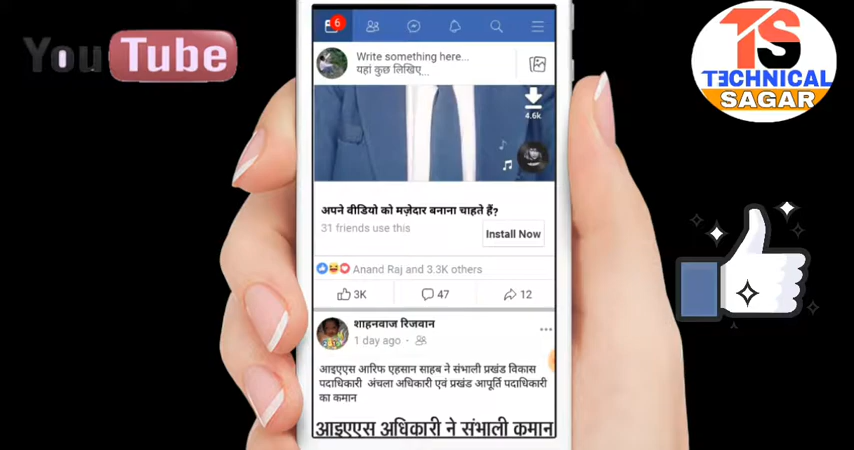 YouTube
6
TS
TECHNICAL
SAGAR
Write something here...
यहां कुछ लिखिए...
4.6k
अपने वीडियो को मज़ेदार बनाना चाहते हैं?
31 friends use this
Install Now
Anand Raj and 3.3K others
3K
47
12
शाहनवाज रिजवान
1 day ago
आइएएस आरिफ एहसान साहब ने संभाली प्रखंड विकास
पदाधिकारी अंचला अधिकारी एवं प्रखंड आपूर्ति पदाधिकारी
का कमान
आइएएस अधिकारी ने संभाली कमान